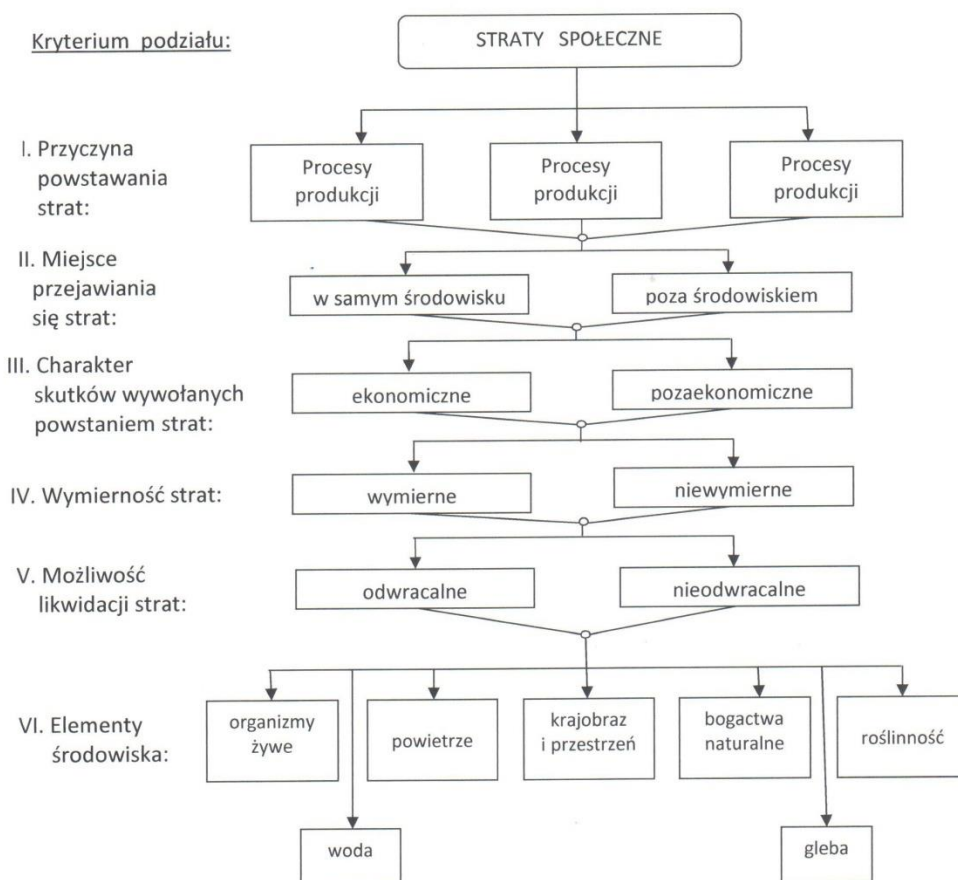 Kryterium podziału:
STRATY SPOŁECZNE
I. Przyczyna
powstawania
strat:
Procesy
produkcji
Procesy
produkcji
Procesy
produkcji
II. Miejsce
przejawiania
się strat:
w samym środowisku
poza środowiskiem
III. Charakter
skutków wywołanych
powstaniem strat:
ekonomiczne
pozaekonomiczne
IV. Wymierność strat:
wymierne
niewymierne
V. Możliwość
likwidacji strat:
odwracalne
nieodwracalne
VI. Elementy
środowiska:
organizmy
żywe
powietrze
krajobraz
i przestrzeń
bogactwa
naturalne
roślinność
woda
gleba